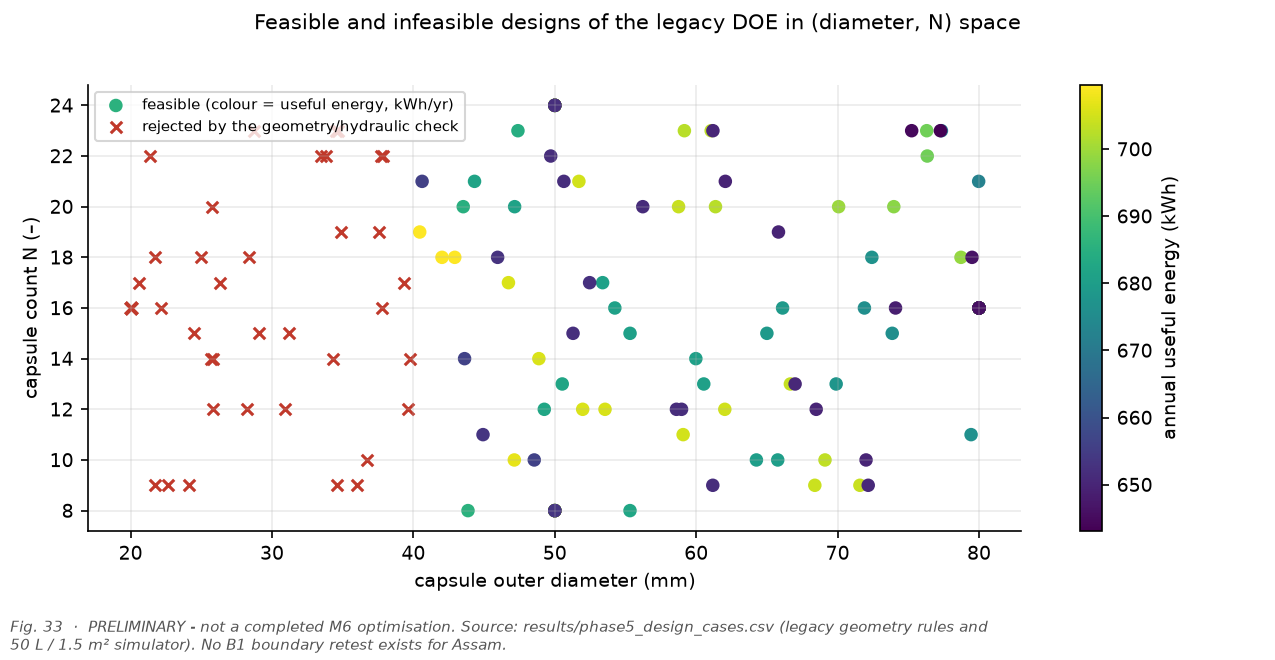 Feasible and infeasible designs of the legacy DOE in (diameter, N) space
feasible (colour = useful energy, kWh/yr)
rejected by the geometry/hydraulic check
capsule count N (–)
24
22
20
18
16
14
12
10
8
20 30 40 50 60 70 80
capsule outer diameter (mm)
700
690
680
670
660
650
annual useful energy (kWh)
Fig. 33 · PRELIMINARY - not a completed M6 optimisation. Source: results/phase5_design_cases.csv (legacy geometry rules and
50 L / 1.5 m² simulator). No B1 boundary retest exists for Assam.